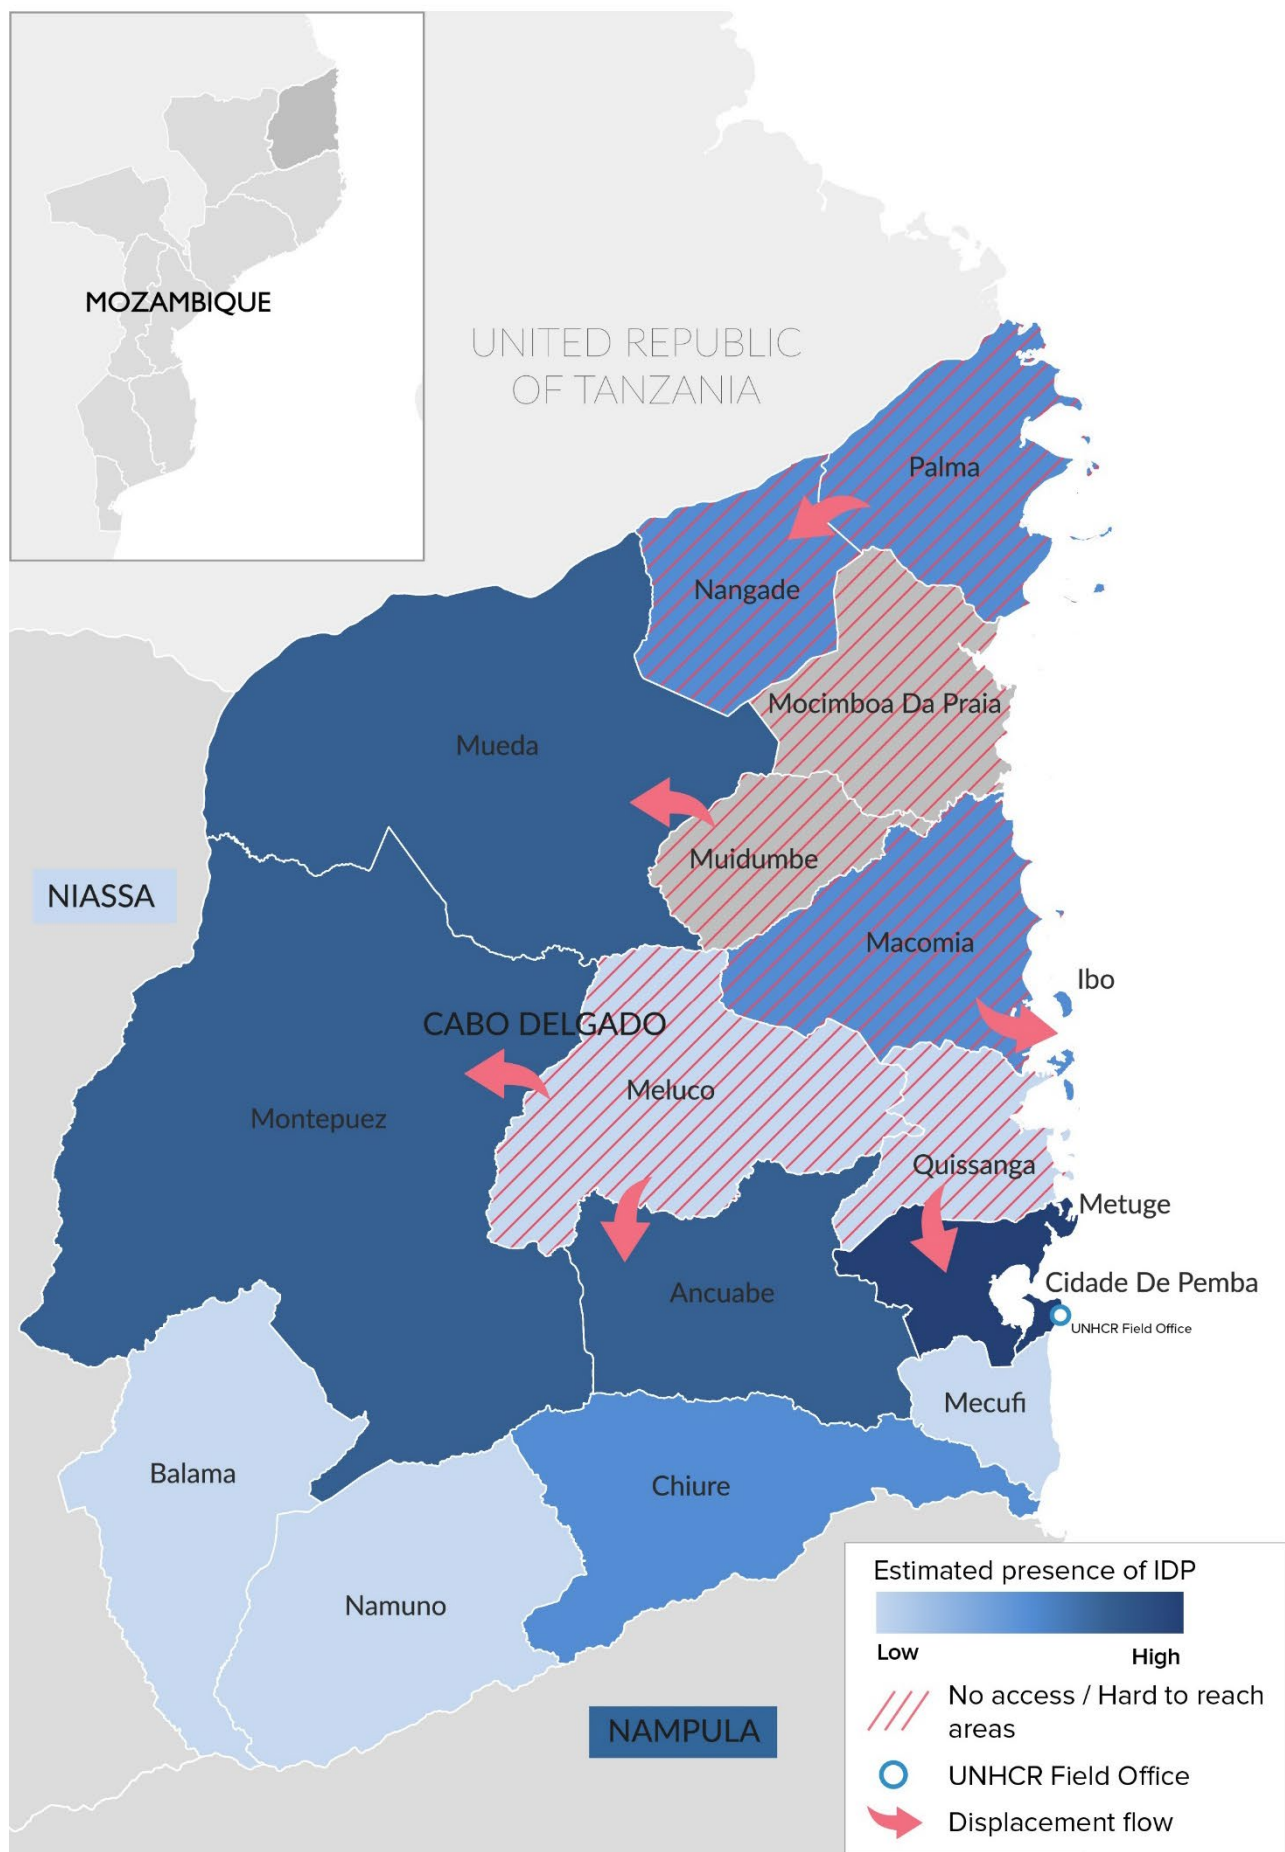 MOZAMBIQUE
UNITED REPUBLIC
OF TANZANIA
Palma
Nangade
Mocimboa Da Praia
Mueda
Muidumbe
NIASSA
Macomia
Ibo
CABO DELGADO
Meluco
Montepuez
Quissanga
Metuge
Cidade De Pemba
Ancuabe
UNHCR Field Office
Mecufi
Balama
Chiure
Namuno
NAMPULA
Estimated presence of IDP
Low
High
No access / Hard to reach
areas
UNHCR Field Office
Displacement flow